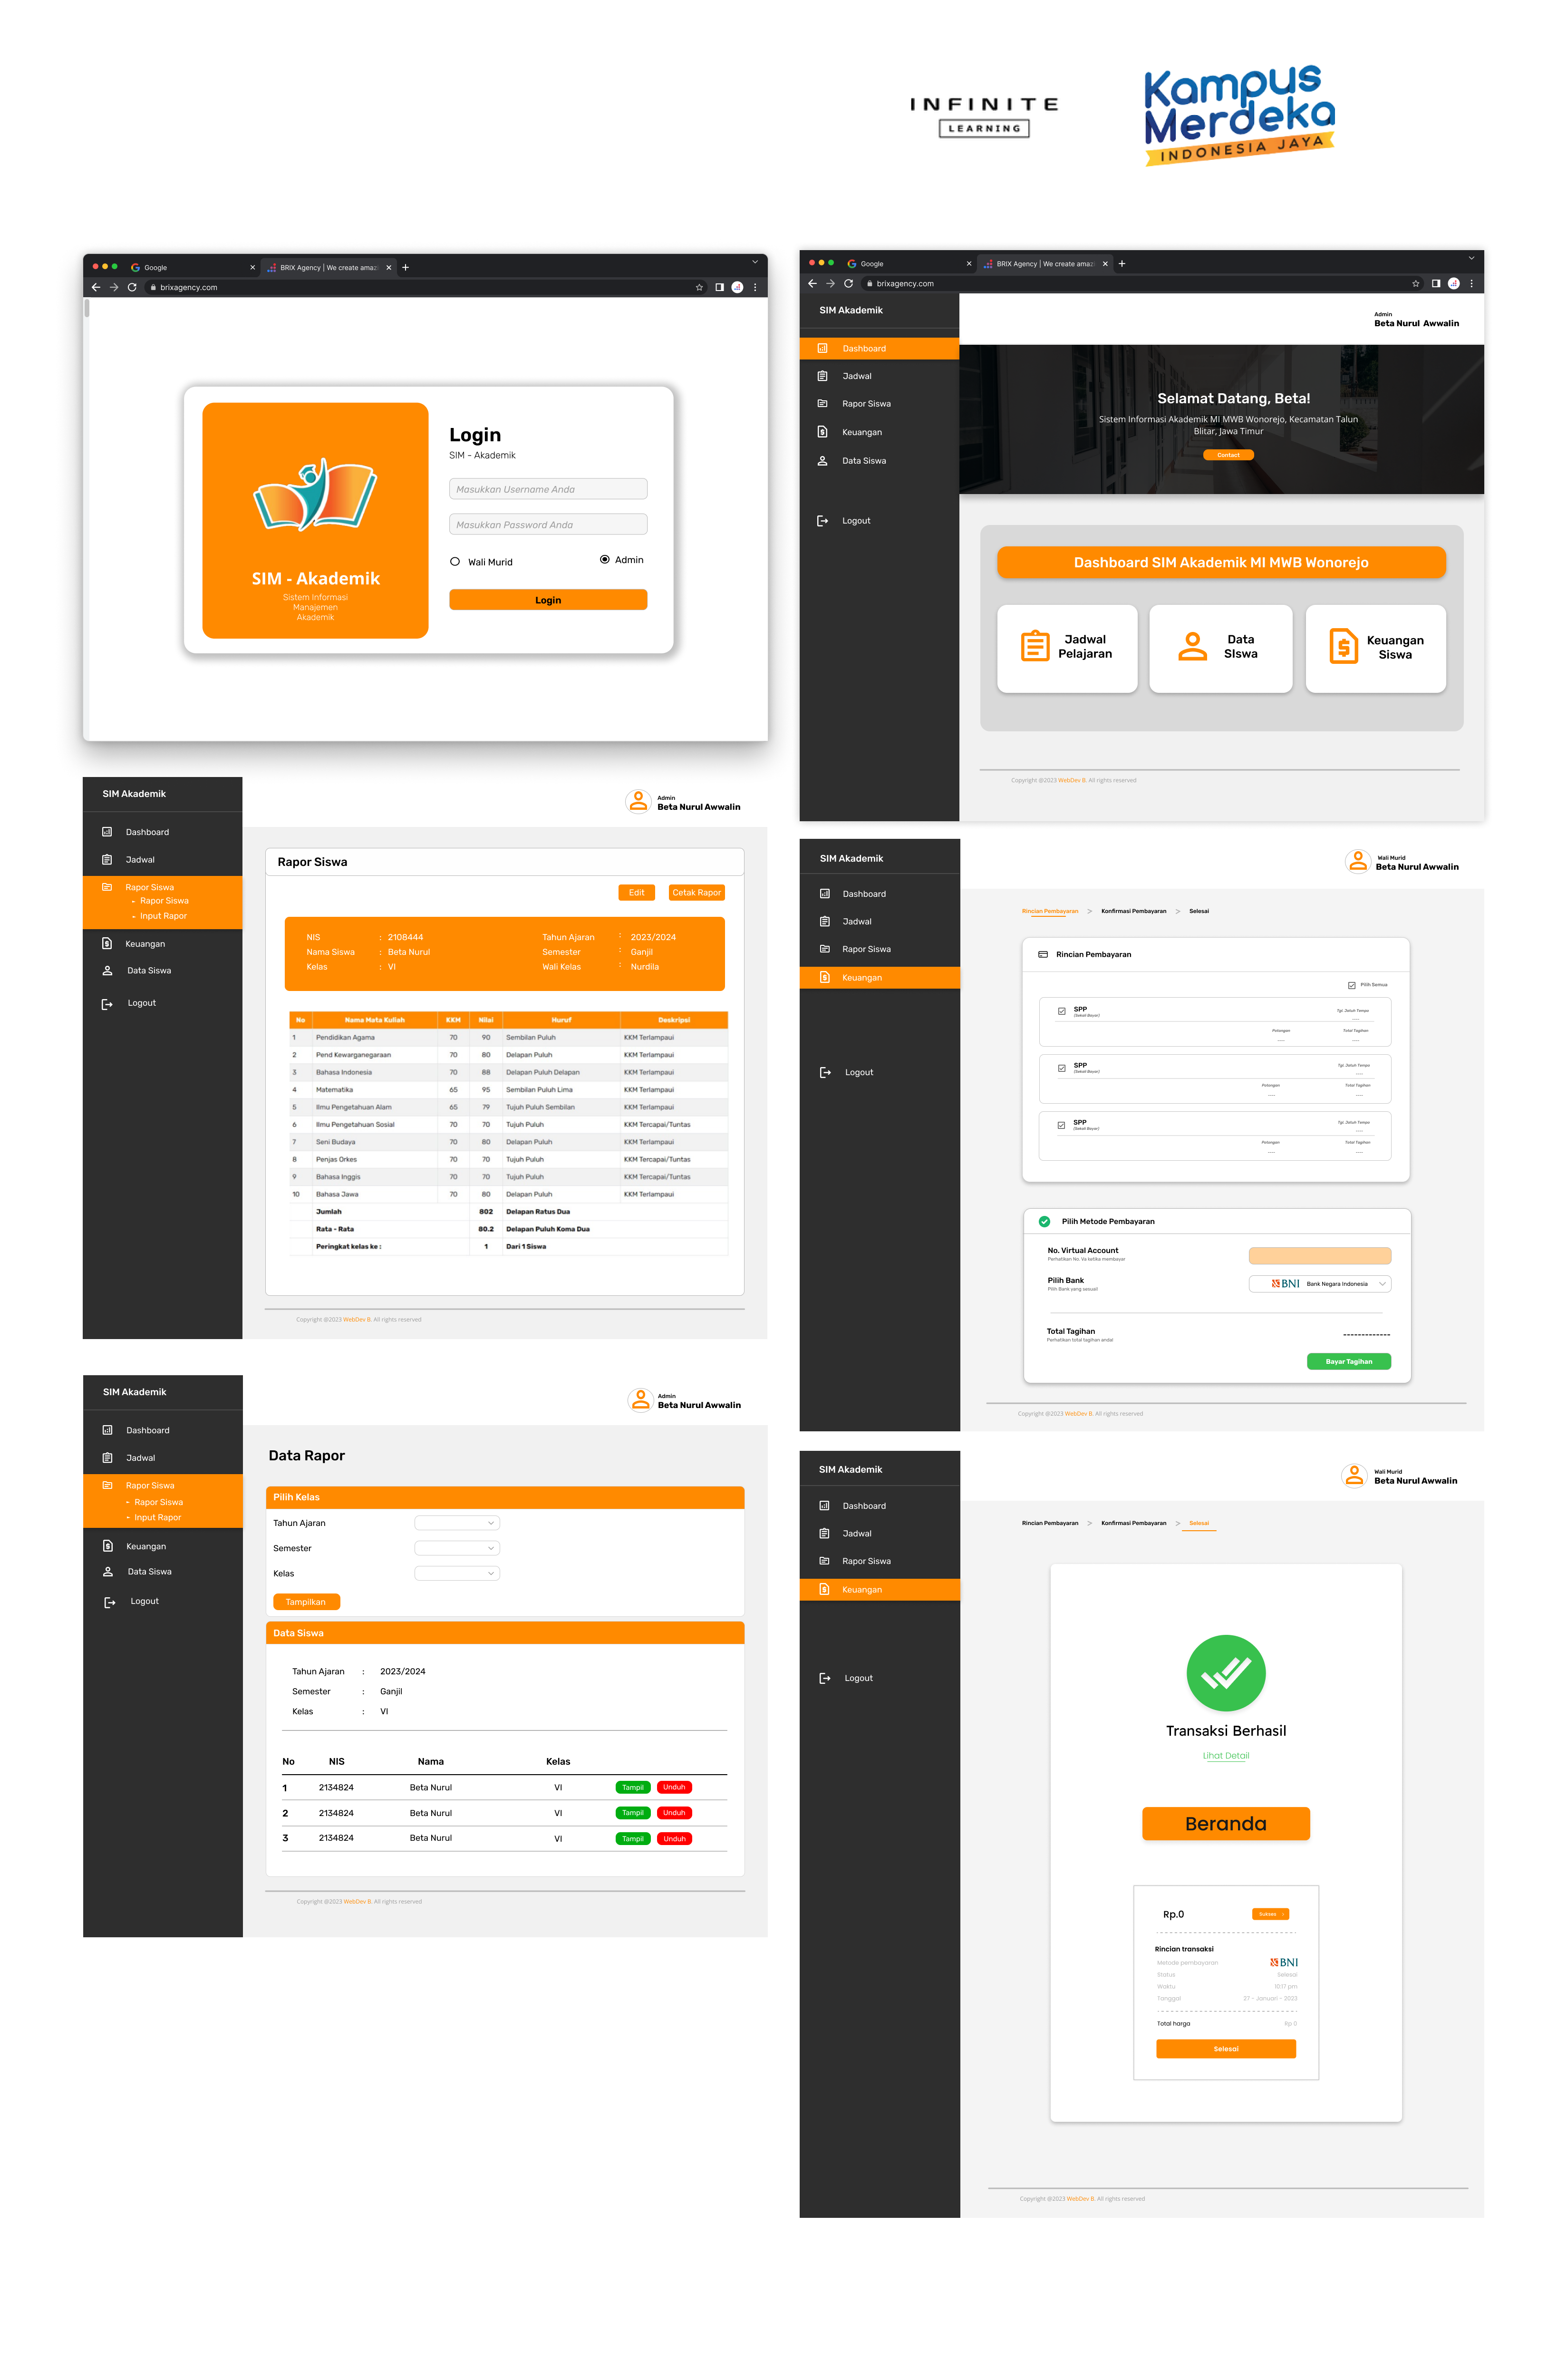 INFINITE
LEARNING
Kampus
Merdeka
INDONESIA JAYA
Google
BRIX Agency | We create amaz
brixagency.com
SIM - Akademik
Sistem Informasi
Manajemen
Akademik
Login
SIM - Akademik
Masukkan Username Anda
Masukkan Password Anda
Wali Murid
Admin
Login
Google
BRIX Agency | We create amaz
brixagency.com
SIM Akademik
Dashboard
Jadwal
Rapor Siswa
Keuangan
Data Siswa
Logout
Admin
Beta Nurul Awwalin
Selamat Datang, Beta!
Sistem Informasi Akademik MI MWB Wonorejo, Kecamatan Talun
Blitar, Jawa Timur
Contact
Dashboard SIM Akademik MI MWB Wonorejo
Jadwal
Pelajaran
Data
SIswa
Keuangan
Siswa
Copyright @2023 WebDev B. All rights reserved
SIM Akademik
Dashboard
Jadwal
Rapor Siswa
- Rapor Siswa
- Input Rapor
Keuangan
Data Siswa
Logout
Admin
Beta Nurul Awwalin
Rapor Siswa
Edit
Cetak Rapor
NIS : 2108444 Tahun Ajaran : 2023/2024
Nama Siswa : Beta Nurul Semester : Ganjil
Kelas : VI Wali Kelas : Nurdila
No Nama Mata Kuliah KKM Nilai Huruf Deskripsi
1 Pendidikan Agama 70 90 Sembilan Puluh KKM Terlampaui
2 Pend Kewarganegaraan 70 80 Delapan Puluh KKM Terlampaui
3 Bahasa Indonesia 70 88 Delapan Puluh Delapan KKM Terlampaui
4 Matematika 65 95 Sembilan Puluh Lima KKM Terlampaui
5 Ilmu Pengetahuan Alam 65 79 Tujuh Puluh Sembilan KKM Terlampaui
6 Ilmu Pengetahuan Sosial 70 70 Tujuh Puluh KKM Tercapai/Tuntas
7 Seni Budaya 70 80 Delapan Puluh KKM Terlampaui
8 Penjas Orkes 70 70 Tujuh Puluh KKM Tercapai/Tuntas
9 Bahasa Inggis 70 70 Tujuh Puluh KKM Tercapai/Tuntas
10 Bahasa Jawa 70 80 Delapan Puluh KKM Terlampaui
Jumlah 802 Delapan Ratus Dua
Rata - Rata 80.2 Delapan Puluh Koma Dua
Peringkat kelas ke : 1 Dari 1 Siswa
Copyright @2023 WebDev B. All rights reserved
SIM Akademik
Dashboard
Jadwal
Rapor Siswa
Keuangan
Logout
Wali Murid
Beta Nurul Awwalin
Rincian Pembayaran > Konfirmasi Pembayaran > Selesai
Rincian Pembayaran
Pilih Semua
SPP
(Sekali Bayar)
Tgl. Jatuh Tempo
Potongan Total Tagihan
SPP
(Sekali Bayar)
Tgl. Jatuh Tempo
Potongan Total Tagihan
SPP
(Sekali Bayar)
Tgl. Jatuh Tempo
Potongan Total Tagihan
Pilih Metode Pembayaran
No. Virtual Account
Perhatikan No. Va ketika membayar
Pilih Bank
Pilih Bank yang sesuai!
BNI Bank Negara Indonesia
Total Tagihan
Perhatikan total tagihan anda!
-------------
Bayar Tagihan
Copyright @2023 WebDev B. All rights reserved
SIM Akademik
Dashboard
Jadwal
Rapor Siswa
- Rapor Siswa
- Input Rapor
Keuangan
Data Siswa
Logout
Admin
Beta Nurul Awwalin
Data Rapor
Pilih Kelas
Tahun Ajaran
Semester
Kelas
Tampilkan
Data Siswa
Tahun Ajaran : 2023/2024
Semester : Ganjil
Kelas : VI
No NIS Nama Kelas
1 2134824 Beta Nurul VI Tampil Unduh
2 2134824 Beta Nurul VI Tampil Unduh
3 2134824 Beta Nurul VI Tampil Unduh
Copyright @2023 WebDev B. All rights reserved
SIM Akademik
Dashboard
Jadwal
Rapor Siswa
Keuangan
Logout
Wali Murid
Beta Nurul Awwalin
Rincian Pembayaran > Konfirmasi Pembayaran > Selesai
Transaksi Berhasil
Lihat Detail
Beranda
Rp.0
Sukses
Rincian transaksi
Metode pembayaran BNI
Status Selesai
Waktu 10:17 pm
Tanggal 27 - Januari - 2023
Total harga Rp 0
Selesai
Copyright @2023 WebDev B. All rights reserved